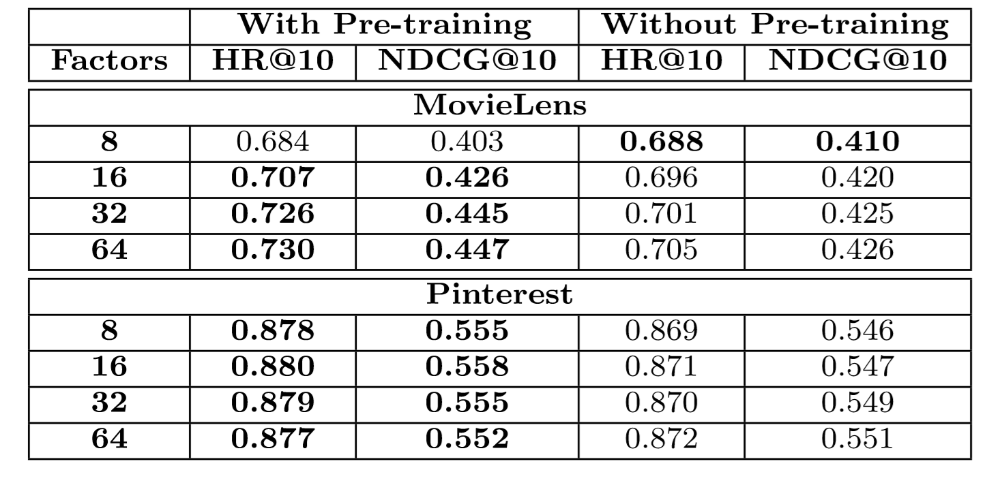 With Pre-training Without Pre-training
Factors HR@10 NDCG@10 HR@10 NDCG@10
MovieLens
8 0.684 0.403 0.688 0.410
16 0.707 0.426 0.696 0.420
32 0.726 0.445 0.701 0.425
64 0.730 0.447 0.705 0.426
Pinterest
8 0.878 0.555 0.869 0.546
16 0.880 0.558 0.871 0.547
32 0.879 0.555 0.870 0.549
64 0.877 0.552 0.872 0.551